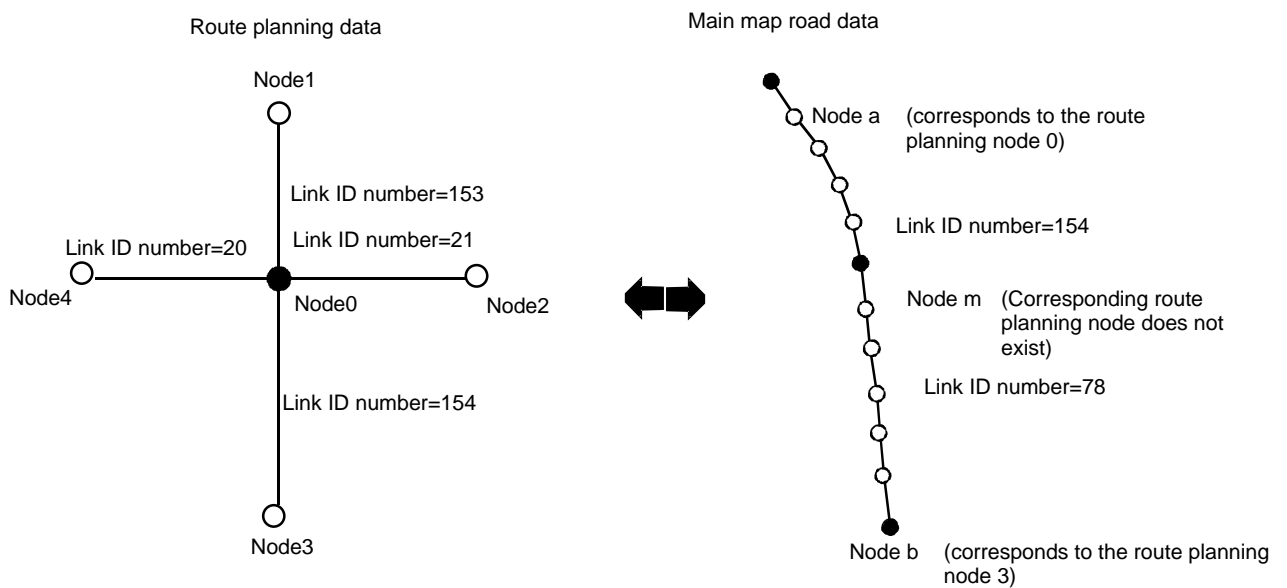 Route planning data
Main map road data
Node1
Node a (corresponds to the route
planning node 0)
Link ID number=153
Link ID number=20
Link ID number=21
Link ID number=154
Node4
Node0
Node2
Node m (Corresponding route
planning node does not
exist)
Link ID number=78
Link ID number=154
Node3
Node b (corresponds to the route planning
node 3)